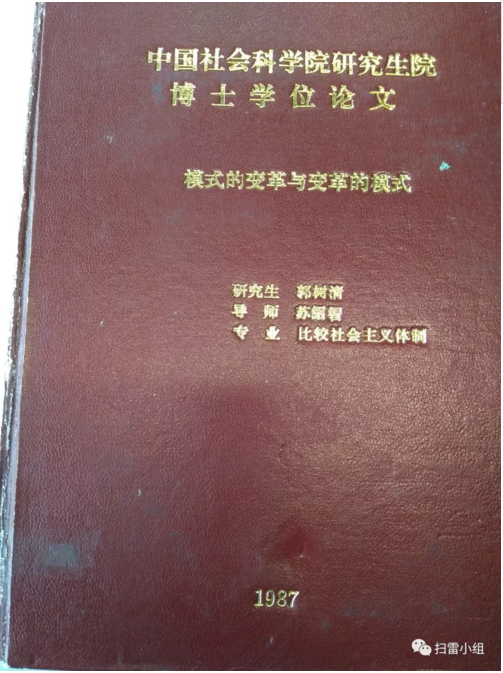 中国社会科学院研究生院
博士学位论文
模式的变革与变革的模式
研究生 郭树清
导 师 苏绍智
专 业 比较社会主义体制
1987
扫雷小组